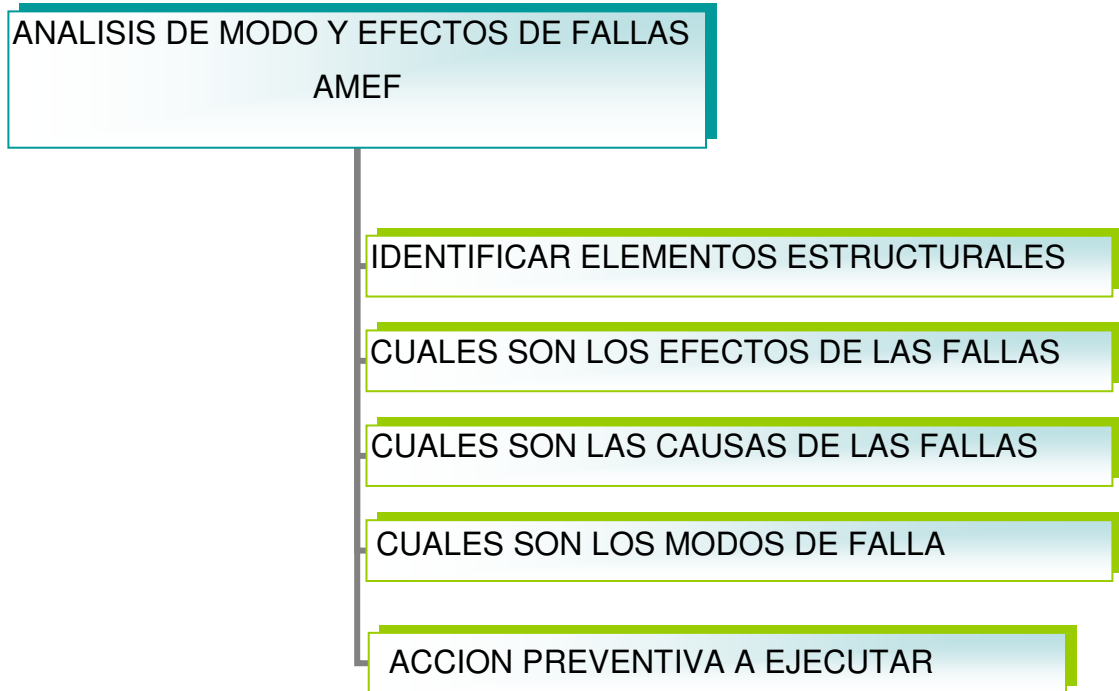 ANALISIS DE MODO Y EFECTOS DE FALLAS
AMEF
IDENTIFICAR ELEMENTOS ESTRUCTURALES
CUALES SON LOS EFECTOS DE LAS FALLAS
CUALES SON LAS CAUSAS DE LAS FALLAS
CUALES SON LOS MODOS DE FALLA
ACCION PREVENTIVA A EJECUTAR